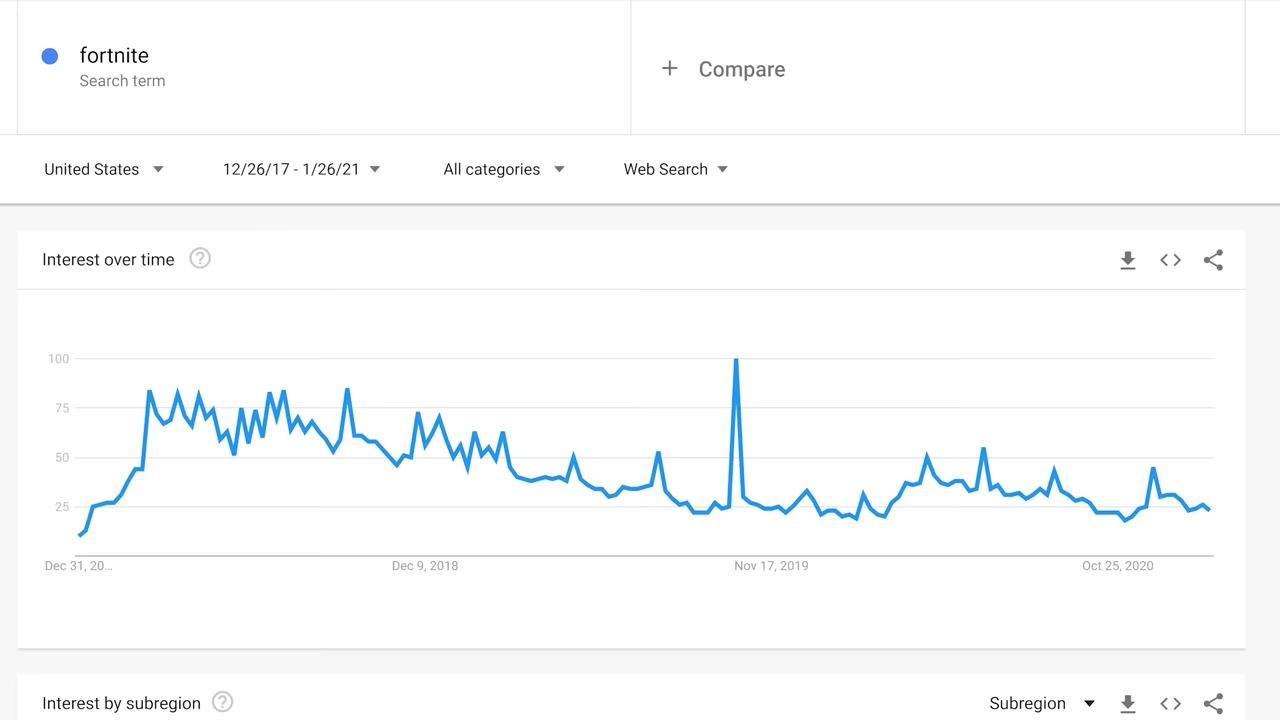 fortnite
Search term
+ Compare
United States
12/26/17 - 1/26/21
All categories
Web Search
Interest over time ?
100
75
50
25
Dec 31, 20...
Dec 9, 2018
Nov 17, 2019
Oct 25, 2020
Interest by subregion ?
Subregion